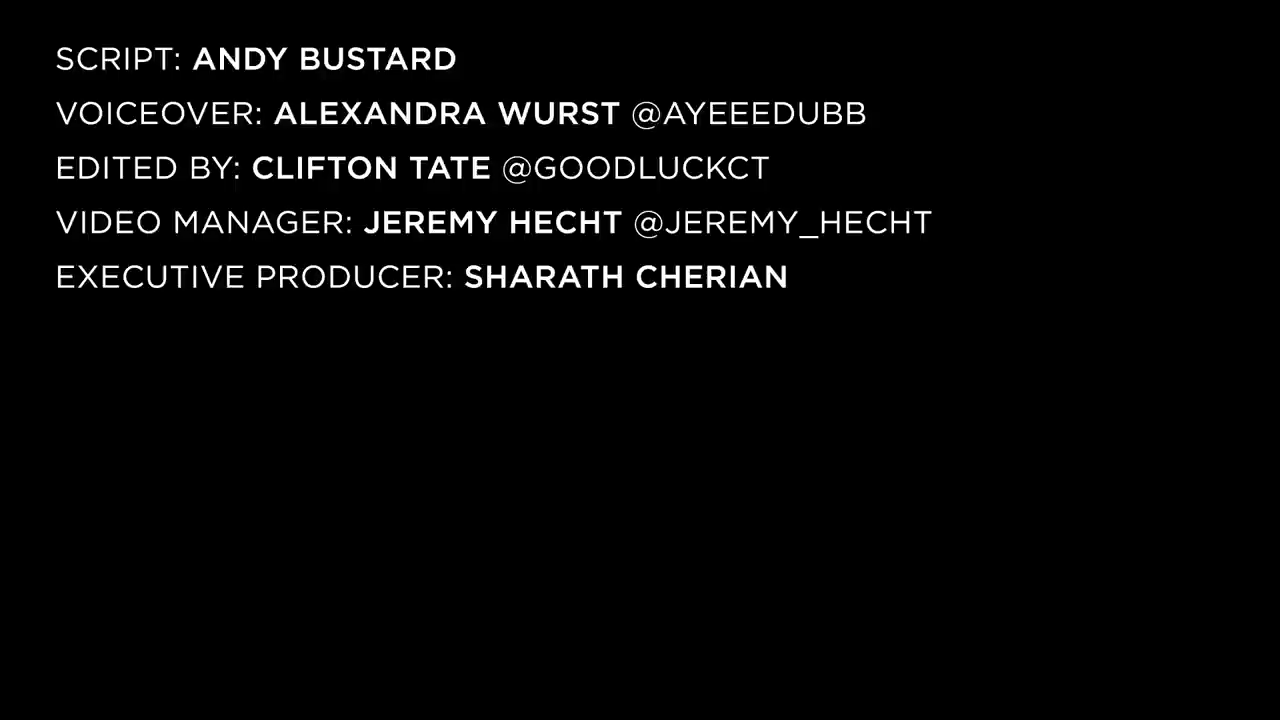 SCRIPT: ANDY BUSTARD
VOICEOVER: ALEXANDRA WURST @AYEEEDUBB
EDITED BY: CLIFTON TATE @GOODLUCKCT
VIDEO MANAGER: JEREMY HECHT @JEREMY_HECHT
EXECUTIVE PRODUCER: SHARATH CHERIAN